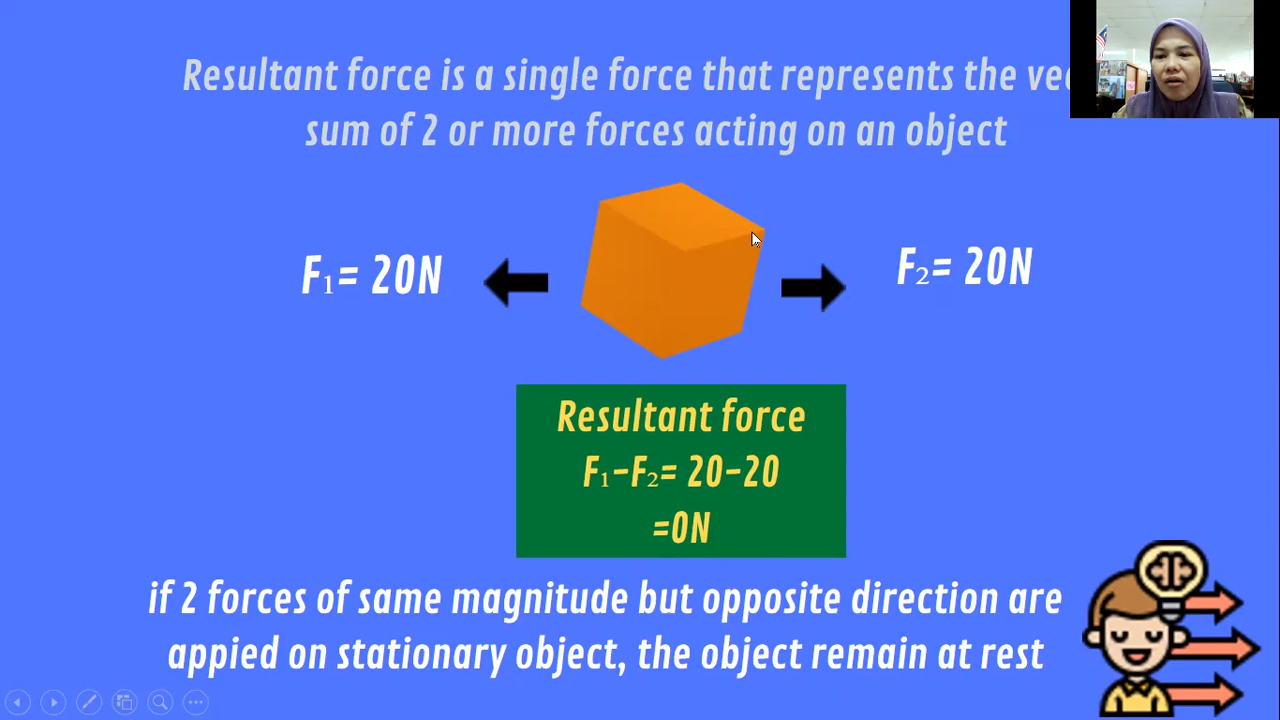 Resultant force is a single force that represents the
sum of 2 or more forces acting on an object
F₁= 20N
F₂= 20N
Resultant force
F₁-F₂= 20-20
=0N
if 2 forces of same magnitude but opposite direction are
appied on stationary object, the object remain at rest